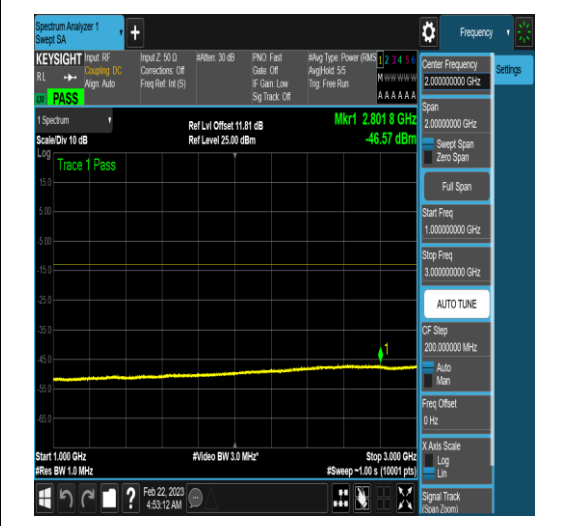 Spectrum Analyzer 1
Swept SA
+
Frequency
KEYSIGHT
RL
Input: RF
Coupling: DC
Align: Auto
Input Z: 50 Ω
Corrections: Off
Freq Ref: Int (S)
#Atten: 30 dB
PNO: Fast
Gate: Off
IF Gain: Low
Sig Track: Off
#Avg Type: Power (RMS
Avg|Hold: 5/5
Trig: Free Run
1 2 3 4 5 6
M W W W W W
A A A A A A
PASS
1 Spectrum
Scale/Div 10 dB
Ref Lvl Offset 11.81 dB
Ref Level 25.00 dBm
Mkr1 2.801 8 GHz
-46.57 dBm
Log
Trace 1 Pass
15.0
5.00
-5.00
-15.0
-25.0
-35.0
-45.0
-55.0
-65.0
1
Start 1.000 GHz
#Res BW 1.0 MHz
#Video BW 3.0 MHz*
Stop 3.000 GHz
#Sweep ~1.00 s (10001 pts)
Feb 22, 2023
4:53:12 AM
Center Frequency
2.000000000 GHz
Settings
Span
2.00000000 GHz
Swept Span
Zero Span
Full Span
Start Freq
1.000000000 GHz
Stop Freq
3.000000000 GHz
AUTO TUNE
CF Step
200.000000 MHz
Auto
Man
Freq Offset
0 Hz
X Axis Scale
Log
Lin
Signal Track
(Span Zoom)